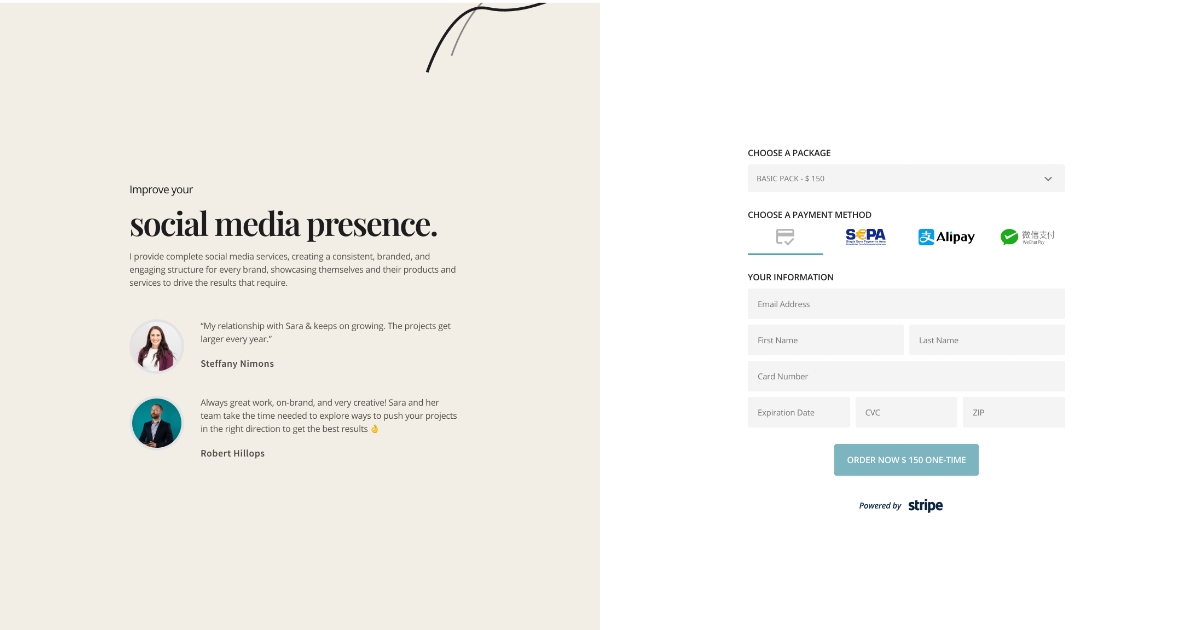 Improve your
social media presence.
I provide complete social media services, creating a consistent, branded, and
engaging structure for every brand, showcasing themselves and their products and
services to drive the results that require.
“My relationship with Sara & keeps on growing. The projects get
larger every year.”
Steffany Nimons
Always great work, on-brand, and very creative! Sara and her
team take the time needed to explore ways to push your projects
in the right direction to get the best results 👌
Robert Hillops
CHOOSE A PACKAGE
BASIC PACK - $ 150
CHOOSE A PAYMENT METHOD
S€PA
支 Alipay
微信支付
WeChat Pay
YOUR INFORMATION
Email Address
First Name
Last Name
Card Number
Expiration Date
CVC
ZIP
ORDER NOW $ 150 ONE-TIME
Powered by stripe